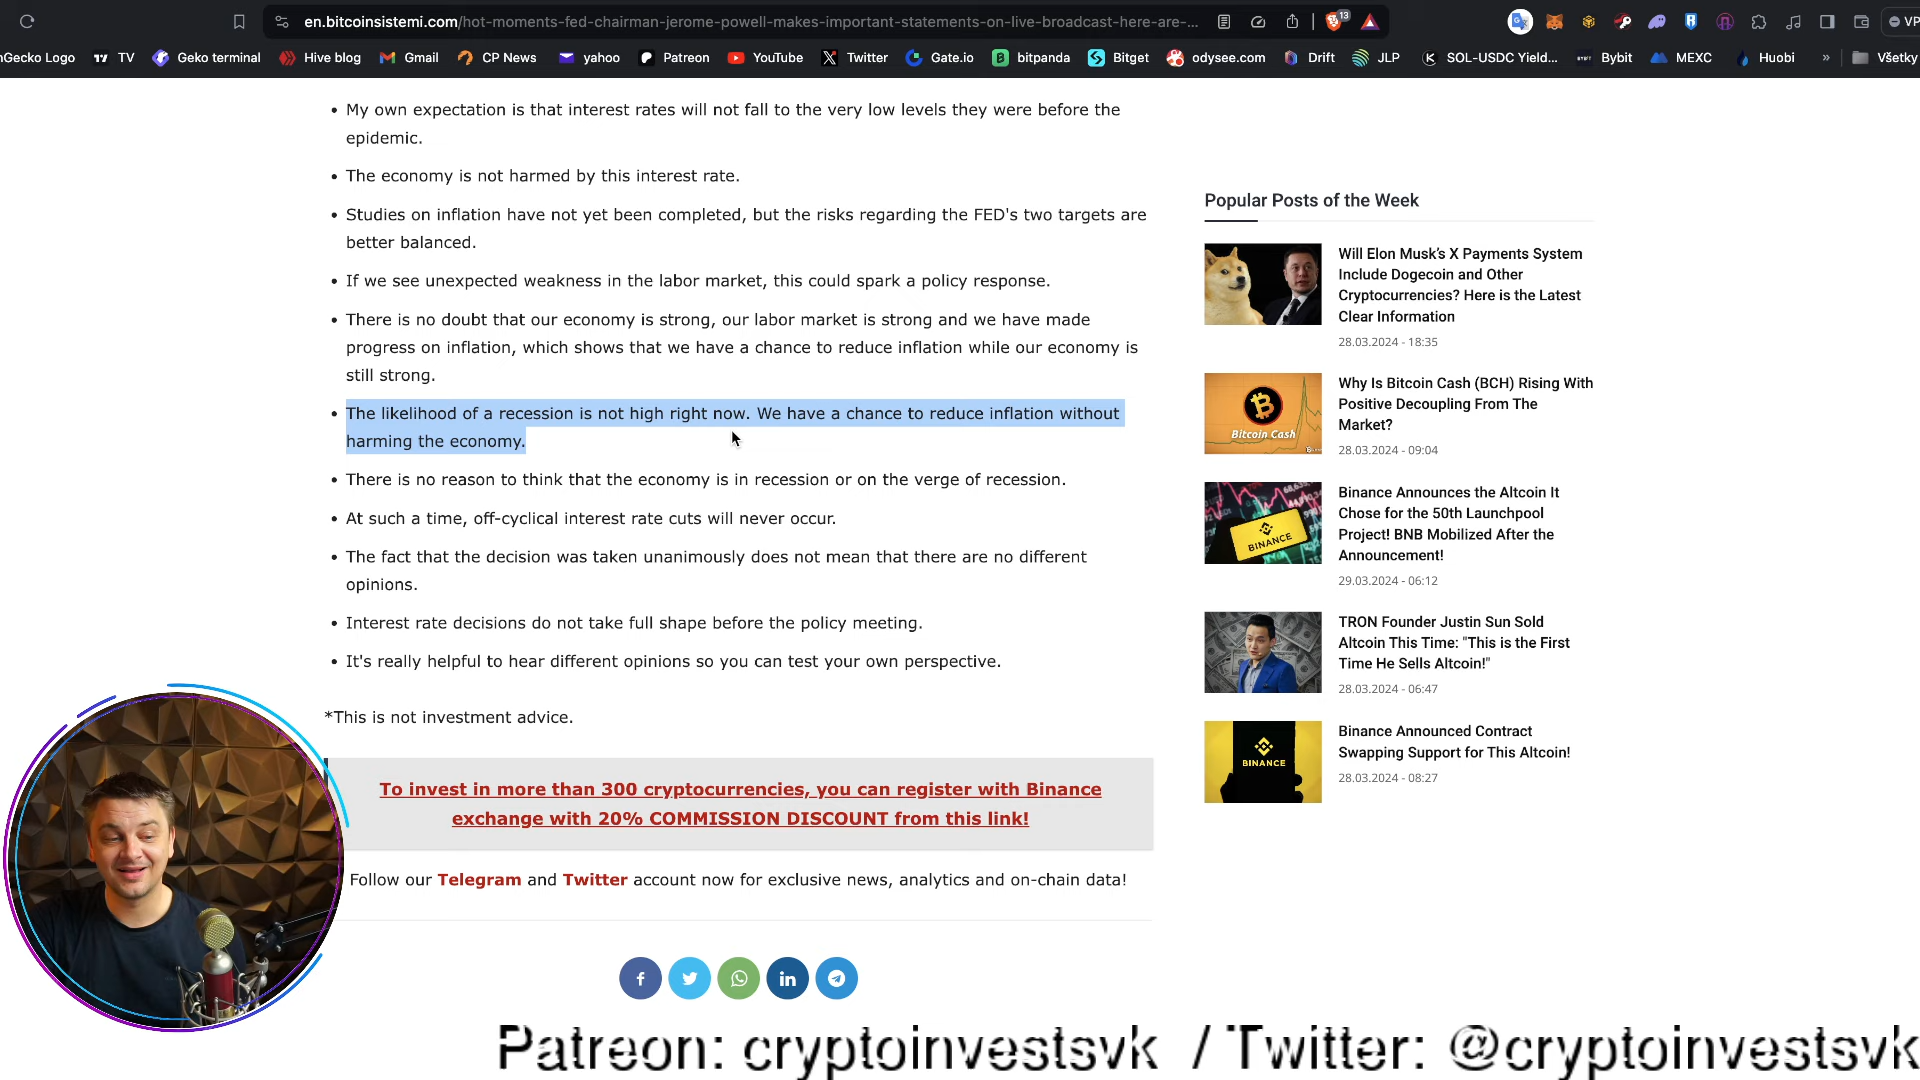 en.bitcoinsistemi.com/hot-moments-fed-chairman-jerome-powell-makes-important-statements-on-live-broadcast-here-are-...
13
VP
Gecko Logo TV Geko terminal Hive blog Gmail CP News yahoo Patreon YouTube Twitter Gate.io bitpanda Bitget odysee.com Drift JLP SOL-USDC Yield... Bybit MEXC Huobi » Všetky
• My own expectation is that interest rates will not fall to the very low levels they were before the
epidemic.
• The economy is not harmed by this interest rate.
• Studies on inflation have not yet been completed, but the risks regarding the FED's two targets are
better balanced.
• If we see unexpected weakness in the labor market, this could spark a policy response.
• There is no doubt that our economy is strong, our labor market is strong and we have made
progress on inflation, which shows that we have a chance to reduce inflation while our economy is
still strong.
• The likelihood of a recession is not high right now. We have a chance to reduce inflation without
harming the economy.
• There is no reason to think that the economy is in recession or on the verge of recession.
• At such a time, off-cyclical interest rate cuts will never occur.
• The fact that the decision was taken unanimously does not mean that there are no different
opinions.
• Interest rate decisions do not take full shape before the policy meeting.
• It's really helpful to hear different opinions so you can test your own perspective.
*This is not investment advice.
To invest in more than 300 cryptocurrencies, you can register with Binance
exchange with 20% COMMISSION DISCOUNT from this link!
Follow our Telegram and Twitter account now for exclusive news, analytics and on-chain data!
Popular Posts of the Week
Will Elon Musk’s X Payments System
Include Dogecoin and Other
Cryptocurrencies? Here is the Latest
Clear Information
28.03.2024 - 18:35
Bitcoin Cash
Why Is Bitcoin Cash (BCH) Rising With
Positive Decoupling From The
Market?
28.03.2024 - 09:04
BINANCE
Binance Announces the Altcoin It
Chose for the 50th Launchpool
Project! BNB Mobilized After the
Announcement!
29.03.2024 - 06:12
TRON Founder Justin Sun Sold
Altcoin This Time: "This is the First
Time He Sells Altcoin!"
28.03.2024 - 06:47
BINANCE
Binance Announced Contract
Swapping Support for This Altcoin!
28.03.2024 - 08:27
Patreon: cryptoinvestsvk / Twitter: @cryptoinvestsvk